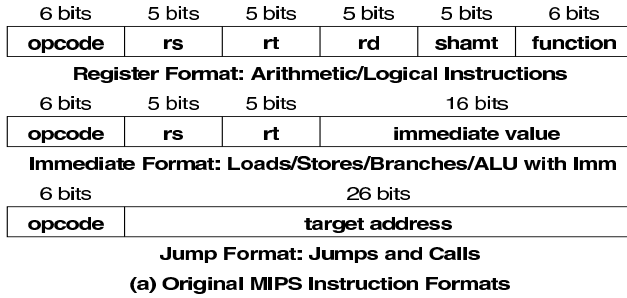 6 bits 5 bits 5 bits 5 bits 5 bits 6 bits
opcode rs rt rd shamt function
Register Format: Arithmetic/Logical Instructions
6 bits 5 bits 5 bits 16 bits
opcode rs rt immediate value
Immediate Format: Loads/Stores/Branches/ALU with Imm
6 bits 26 bits
opcode target address
Jump Format: Jumps and Calls
(a) Original MIPS Instruction Formats